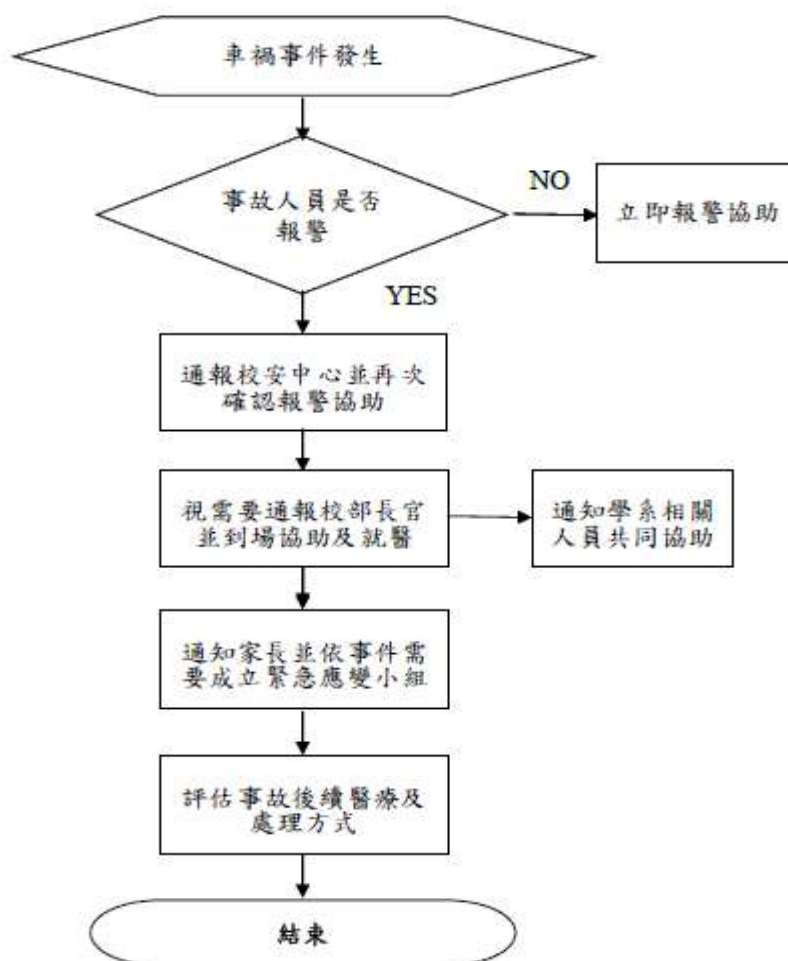 車禍事件發生
事故人員是否
報警
NO
立即報警協助
YES
通報校安中心並再次
確認報警協助
視需要通報校部長官
並到場協助及就醫
通知學系相關
人員共同協助
通知家長並依事件需
要成立緊急應變小組
評估事故後續醫療及
處理方式
結束